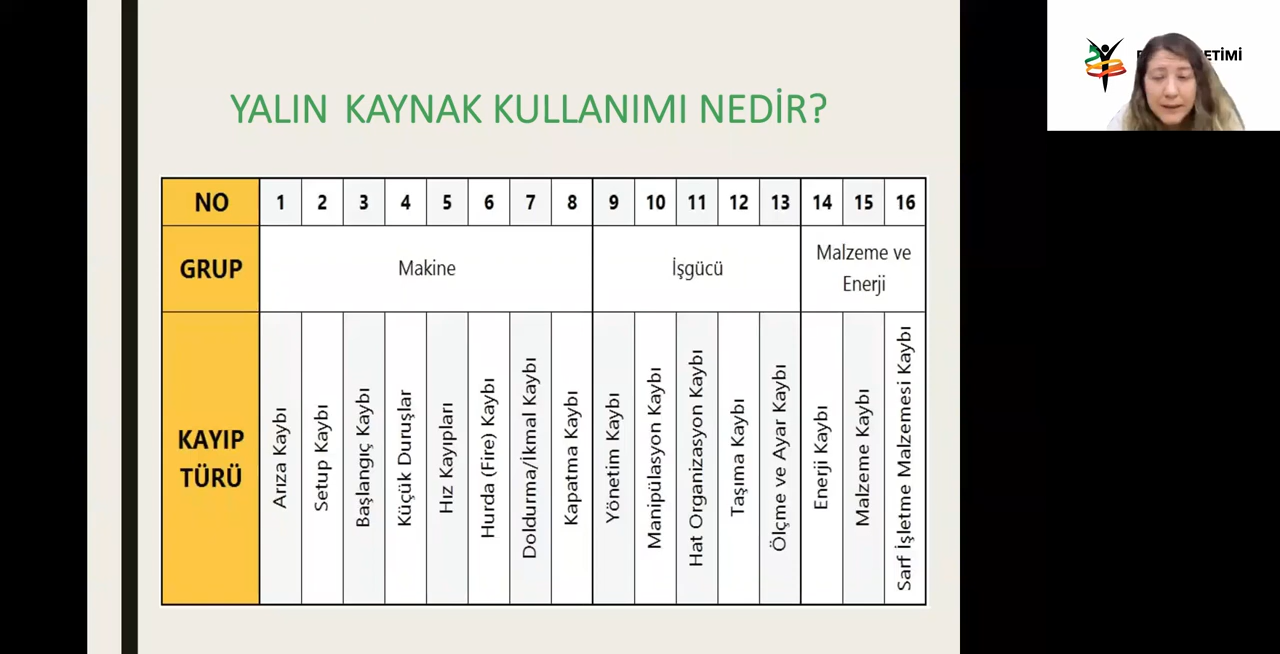 YALIN KAYNAK KULLANIMI NEDİR?
NO 1 2 3 4 5 6 7 8 9 10 11 12 13 14 15 16
GRUP Makine İşgücü Malzeme ve Enerji
KAYIP TÜRÜ
Arıza Kaybı
Setup Kaybı
Başlangıç Kaybı
Küçük Duruşlar
Hız Kayıpları
Hurda (Fire) Kaybı
Doldurma/İkmal Kaybı
Kapatma Kaybı
Yönetim Kaybı
Manipülasyon Kaybı
Hat Organizasyon Kaybı
Taşıma Kaybı
Ölçme ve Ayar Kaybı
Enerji Kaybı
Malzeme Kaybı
Sarf İşletme Malzemesi Kaybı